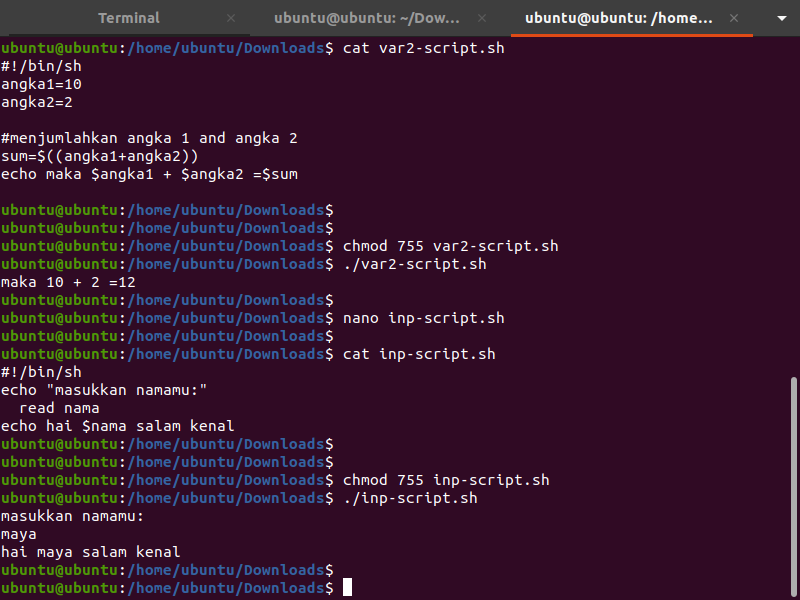 Terminal × ubuntu@ubuntu: ~/Dow... × ubuntu@ubuntu: /home... ×
ubuntu@ubuntu:/home/ubuntu/Downloads$ cat var2-script.sh
#!/bin/sh
angka1=10
angka2=2

#menjumlahkan angka 1 and angka 2
sum=$((angka1+angka2))
echo maka $angka1 + $angka2 =$sum

ubuntu@ubuntu:/home/ubuntu/Downloads$
ubuntu@ubuntu:/home/ubuntu/Downloads$
ubuntu@ubuntu:/home/ubuntu/Downloads$ chmod 755 var2-script.sh
ubuntu@ubuntu:/home/ubuntu/Downloads$ ./var2-script.sh
maka 10 + 2 =12
ubuntu@ubuntu:/home/ubuntu/Downloads$
ubuntu@ubuntu:/home/ubuntu/Downloads$ nano inp-script.sh
ubuntu@ubuntu:/home/ubuntu/Downloads$
ubuntu@ubuntu:/home/ubuntu/Downloads$ cat inp-script.sh
#!/bin/sh
echo "masukkan namamu:"
  read nama
echo hai $nama salam kenal
ubuntu@ubuntu:/home/ubuntu/Downloads$
ubuntu@ubuntu:/home/ubuntu/Downloads$
ubuntu@ubuntu:/home/ubuntu/Downloads$ chmod 755 inp-script.sh
ubuntu@ubuntu:/home/ubuntu/Downloads$ ./inp-script.sh
masukkan namamu:
maya
hai maya salam kenal
ubuntu@ubuntu:/home/ubuntu/Downloads$
ubuntu@ubuntu:/home/ubuntu/Downloads$